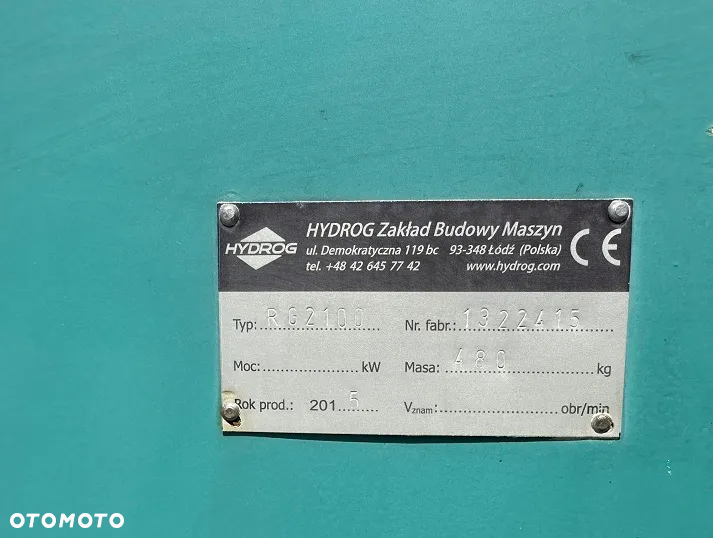 HYDROG
HYDROG Zakład Budowy Maszyn
ul. Demokratyczna 119 bc 93-348 Łódź (Polska)
tel. +48 42 645 77 42 www.hydrog.com
CE
Typ:.....RG2100..... Nr. fabr.:.1322415.....
Moc:.....................kW Masa:..480.....................kg
Rok prod.: 201.5..... Vznam:.....................obr/min
OTOMOTO